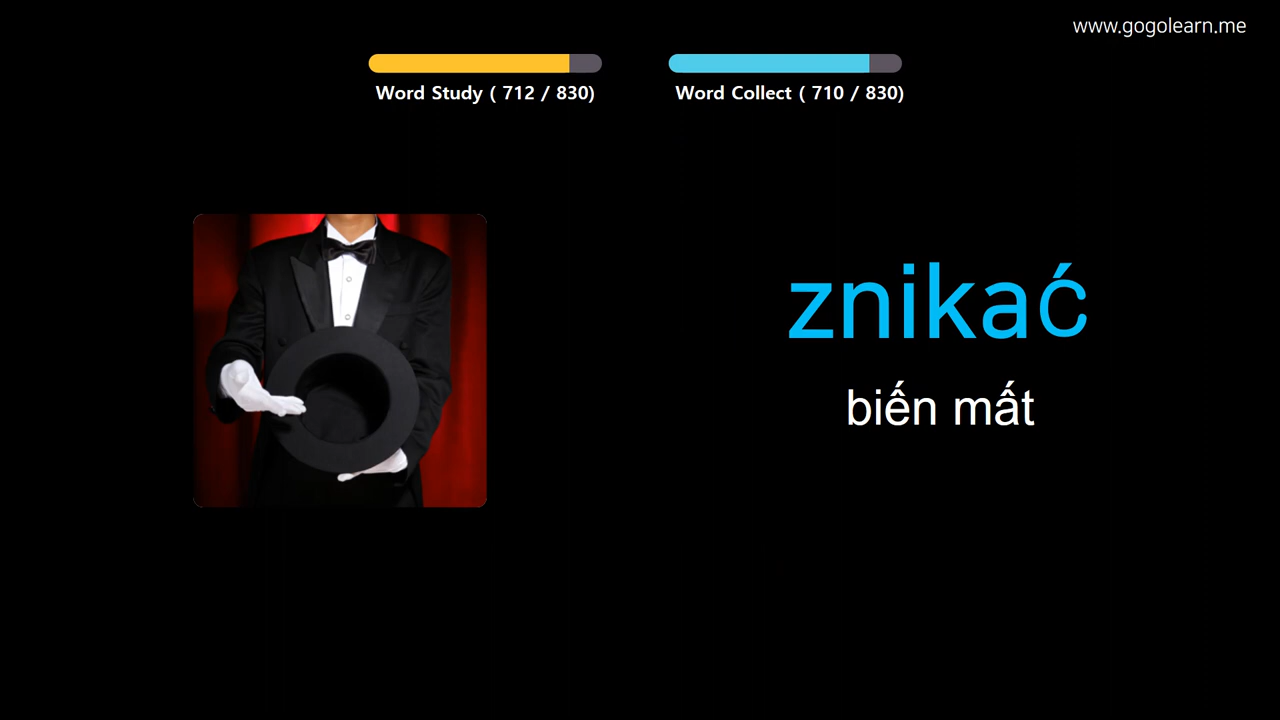 www.gogolearn.me
Word Study ( 712 / 830)
Word Collect ( 710 / 830)
znikać
biến mất